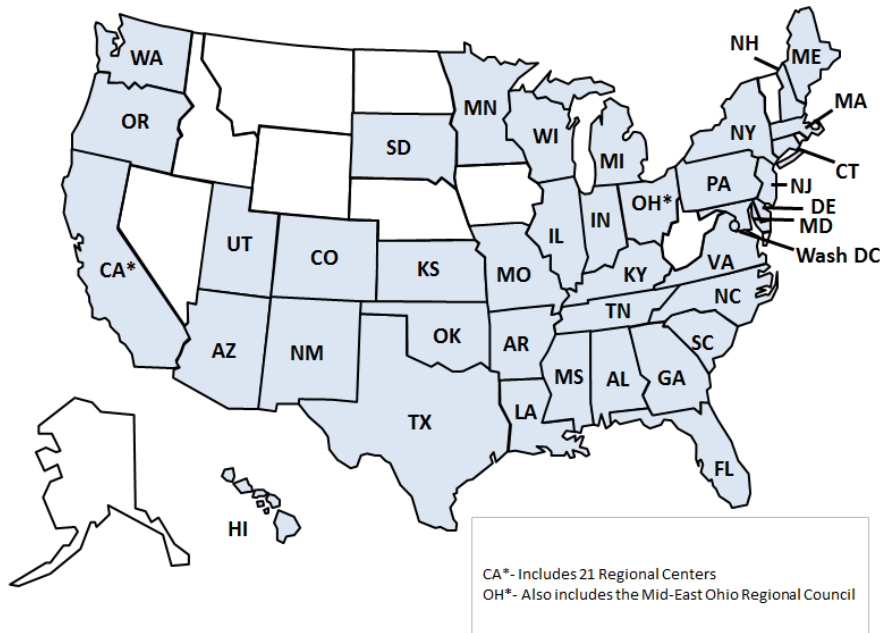 WA
NH
ME
OR
MN
MA
SD
WI
NY
MI
CT
PA
NJ
OH*
DE
IL
IN
MD
UT
CO
Wash DC
CA*
KS
MO
KY
VA
NC
TN
AZ
NM
OK
AR
SC
MS
AL
GA
TX
LA
FL
HI
CA*- Includes 21 Regional Centers
OH*- Also includes the Mid-East Ohio Regional Council